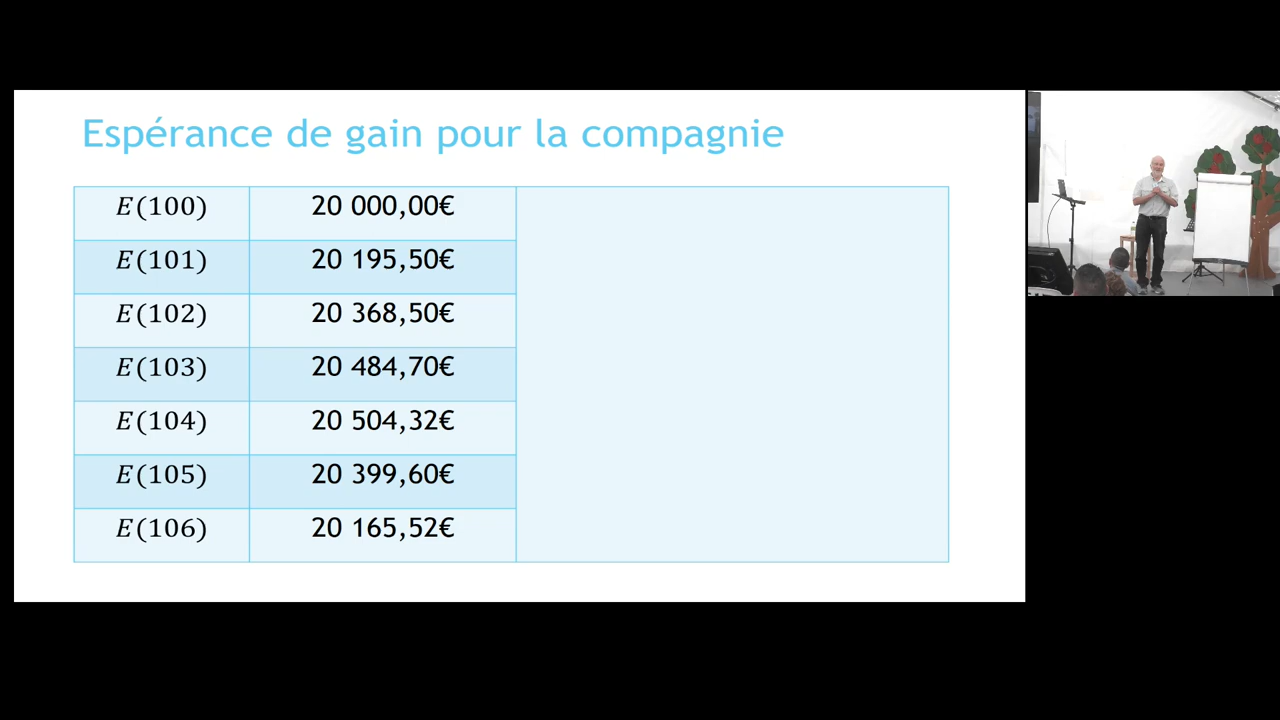 Espérance de gain pour la compagnie
E(100) 20 000,00€
E(101) 20 195,50€
E(102) 20 368,50€
E(103) 20 484,70€
E(104) 20 504,32€
E(105) 20 399,60€
E(106) 20 165,52€